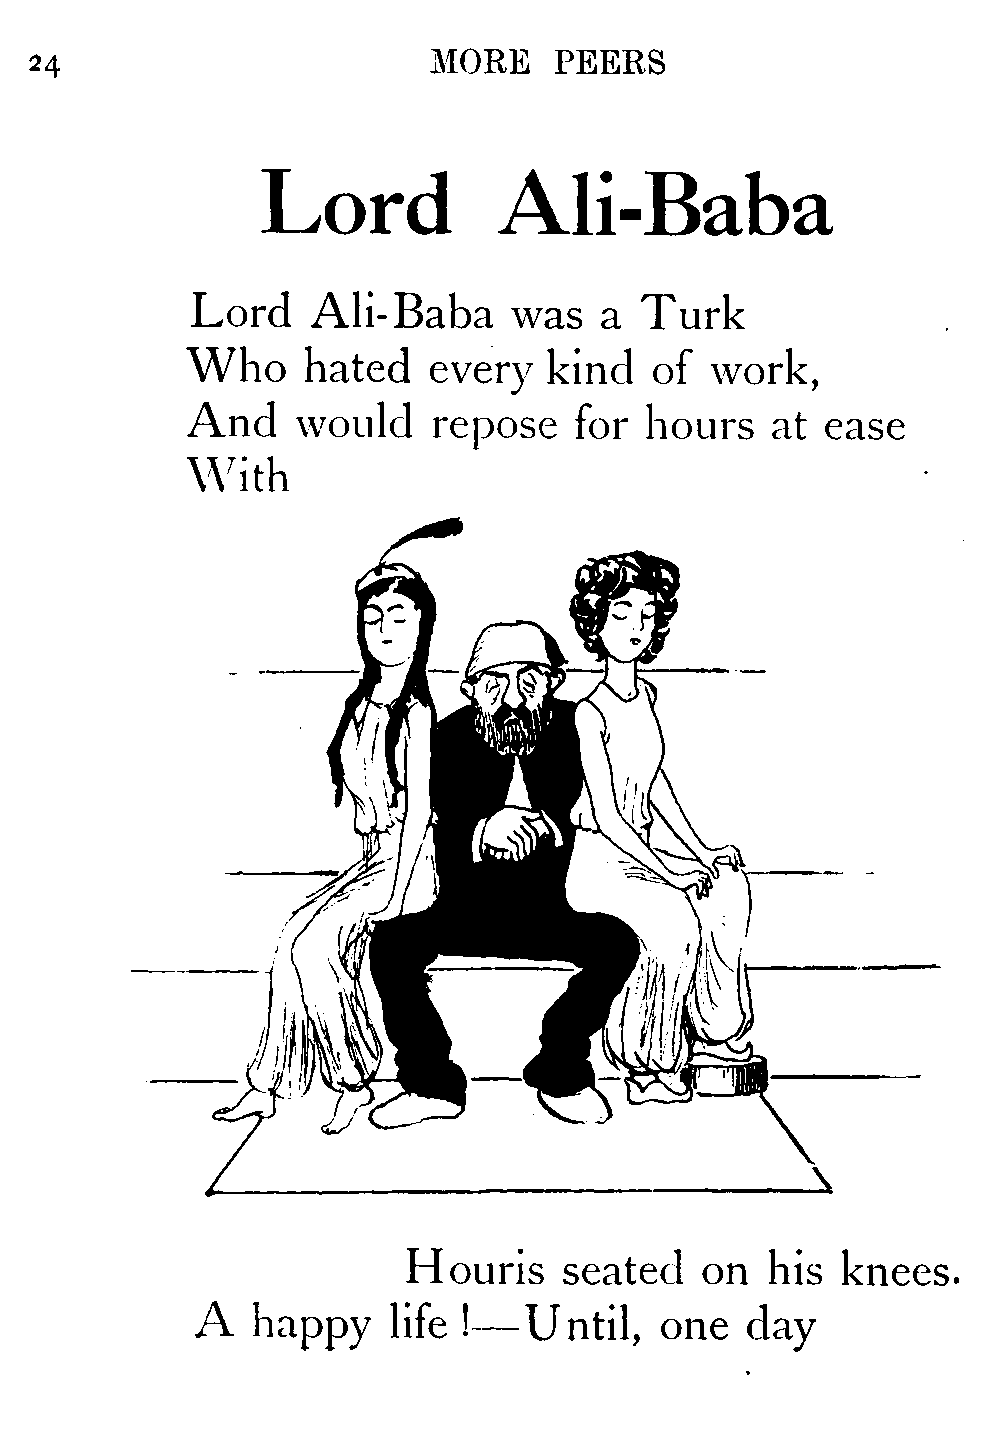 24
MORE PEERS
Lord Ali-Baba
Lord Ali-Baba was a Turk
Who hated every kind of work,
And would repose for hours at ease
With
Houris seated on his knees.
A happy life !—Until, one day